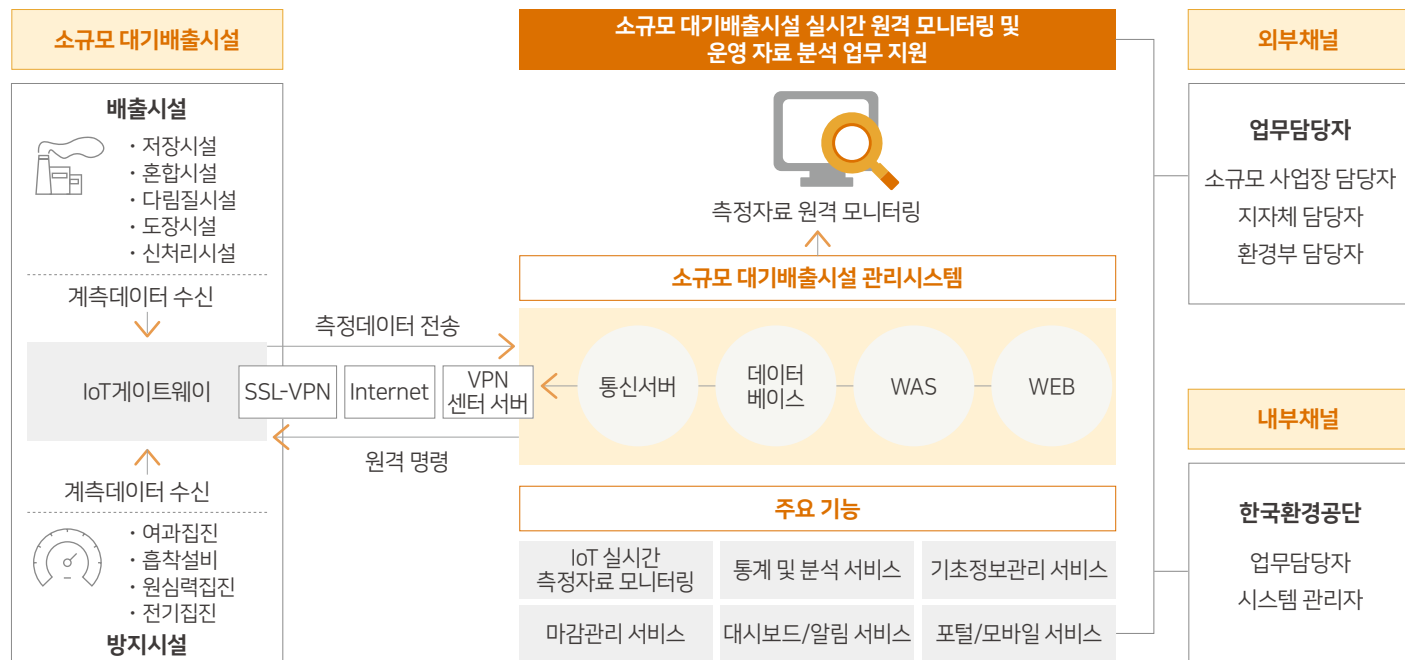 소규모 대기배출시설
배출시설
· 저장시설
· 혼합시설
· 다림질시설
· 도장시설
· 신처리시설
계측데이터 수신
IoT게이트웨이
계측데이터 수신
· 여과집진
· 흡착설비
· 원심력집진
· 전기집진
방지시설
측정데이터 전송
SSL-VPN
Internet
VPN
센터 서버
원격 명령
소규모 대기배출시설 실시간 원격 모니터링 및
운영 자료 분석 업무 지원
측정자료 원격 모니터링
소규모 대기배출시설 관리시스템
통신서버
데이터
베이스
WAS
WEB
주요 기능
IoT 실시간
측정자료 모니터링
통계 및 분석 서비스
기초정보관리 서비스
마감관리 서비스
대시보드/알림 서비스
포털/모바일 서비스
외부채널
업무담당자
소규모 사업장 담당자
지자체 담당자
환경부 담당자
내부채널
한국환경공단
업무담당자
시스템 관리자